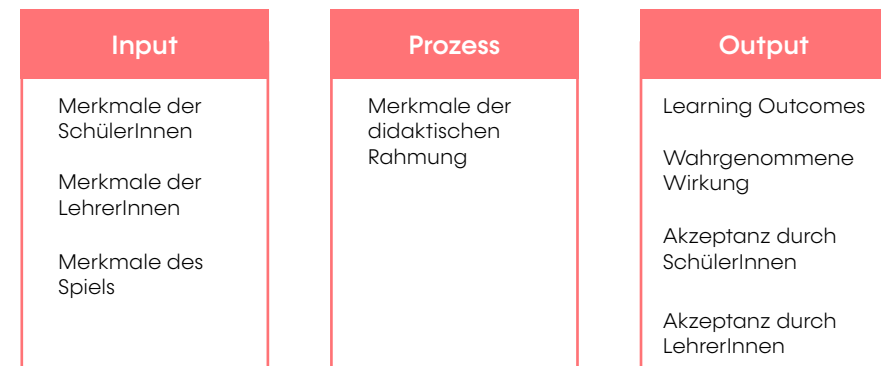 Input
Merkmale der
SchülerInnen
Merkmale der
LehrerInnen
Merkmale des
Spiels
Prozess
Merkmale der
didaktischen
Rahmung
Output
Learning Outcomes
Wahrgenommene
Wirkung
Akzeptanz durch
SchülerInnen
Akzeptanz durch
LehrerInnen